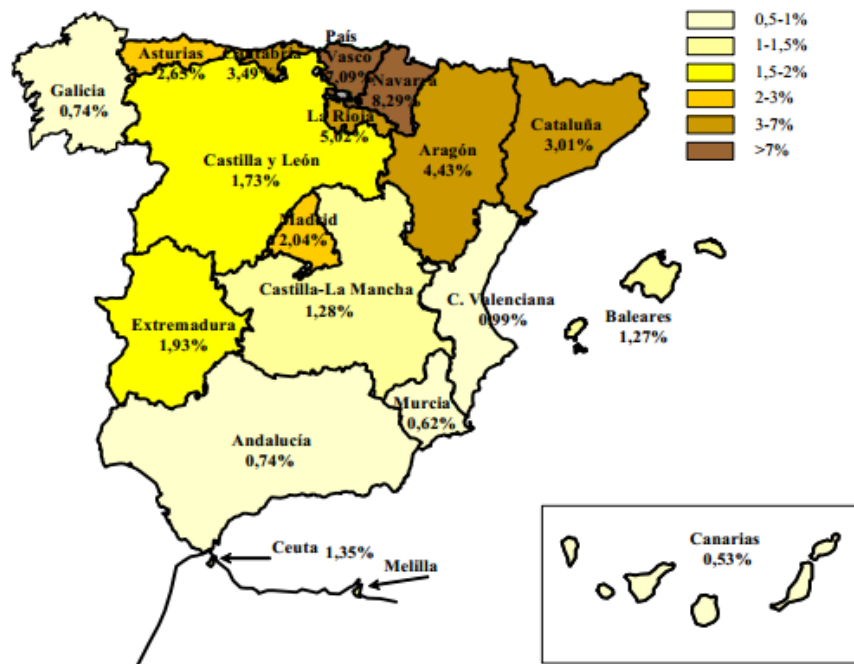 País
Vasco
7,09%
Asturias
2,65%
Cantabria
3,49%
Navarra
8,29%
Galicia
0,74%
La Rioja
5,02%
Cataluña
3,01%
Aragón
4,43%
Castilla y León
1,73%
Madrid
2,04%
Castilla-La Mancha
1,28%
C. Valenciana
0,99%
Baleares
1,27%
Extremadura
1,93%
Murcia
0,62%
Andalucía
0,74%
Ceuta 1,35%
Melilla
Canarias
0,53%
0,5-1%
1-1,5%
1,5-2%
2-3%
3-7%
>7%